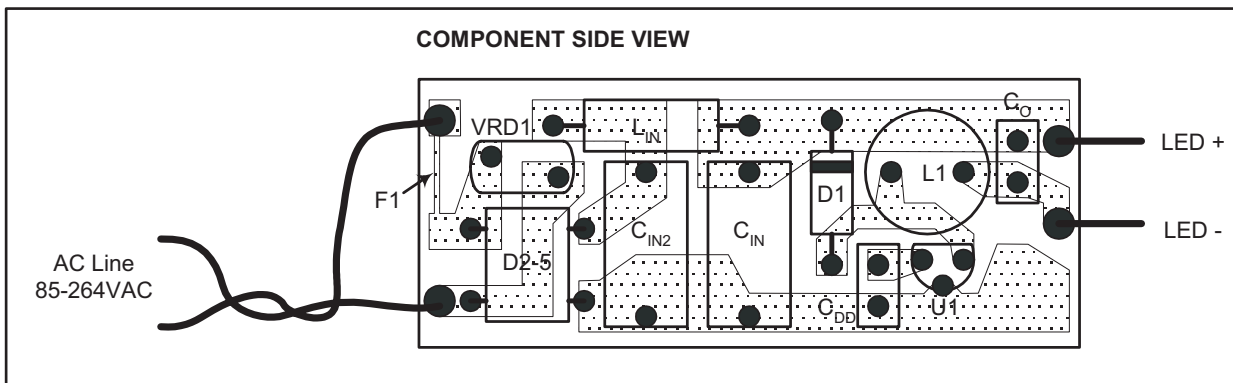 COMPONENT SIDE VIEW
VRD1
LIN
CO
LED +
F1
D1
L1
LED -
CIN2
CIN
D2-5
AC Line
85-264VAC
CDD
U1